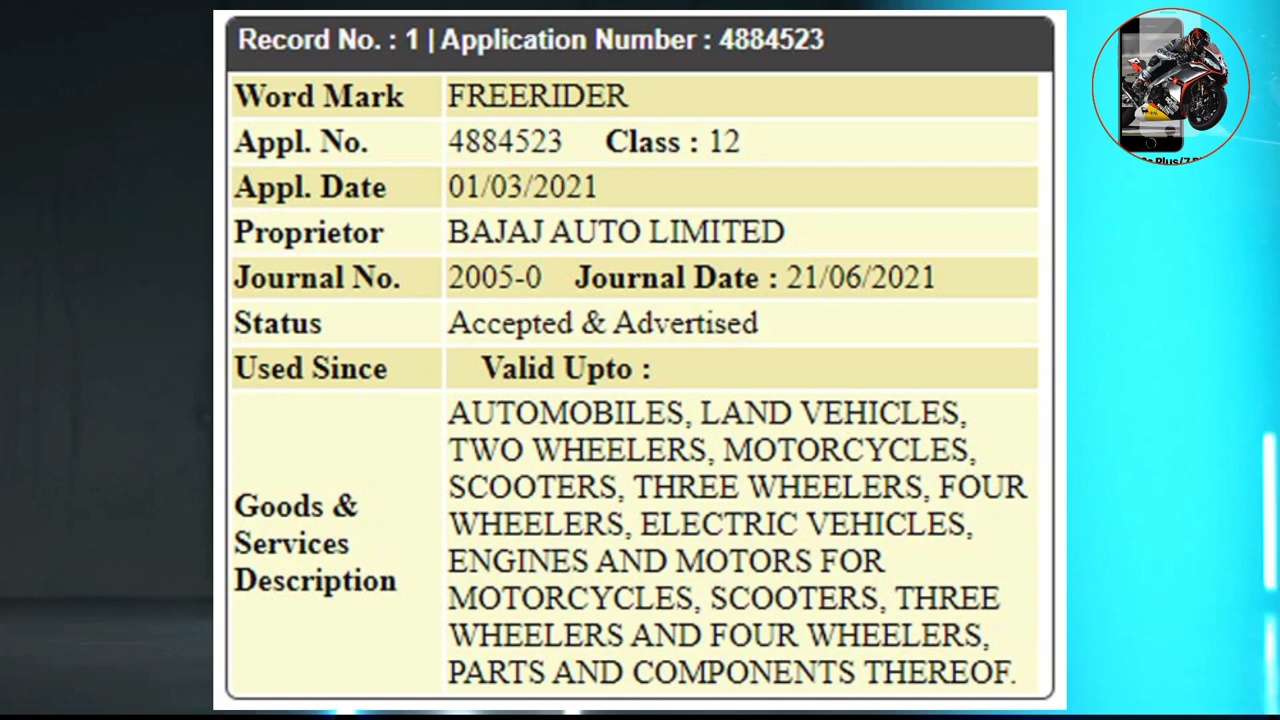 Record No. : 1 | Application Number : 4884523
Word Mark FREERIDER
Appl. No. 4884523 Class : 12
Appl. Date 01/03/2021
Proprietor BAJAJ AUTO LIMITED
Journal No. 2005-0 Journal Date : 21/06/2021
Status Accepted & Advertised
Used Since Valid Upto :
Goods & Services Description
AUTOMOBILES, LAND VEHICLES,
TWO WHEELERS, MOTORCYCLES,
SCOOTERS, THREE WHEELERS, FOUR
WHEELERS, ELECTRIC VEHICLES,
ENGINES AND MOTORS FOR
MOTORCYCLES, SCOOTERS, THREE
WHEELERS AND FOUR WHEELERS,
PARTS AND COMPONENTS THEREOF.